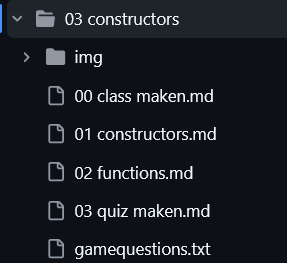 03 constructors
img
00 class maken.md
01 constructors.md
02 functions.md
03 quiz maken.md
gamequestions.txt